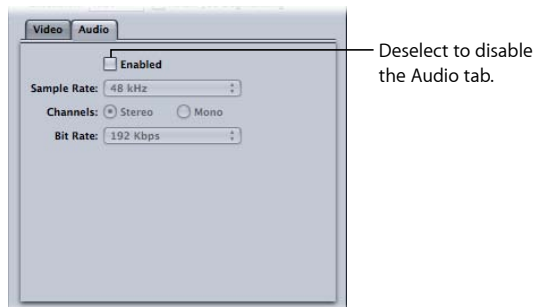 Video Audio
Enabled
Sample Rate: 48 kHz
Channels: Stereo Mono
Bit Rate: 192 Kbps
Deselect to disable
the Audio tab.